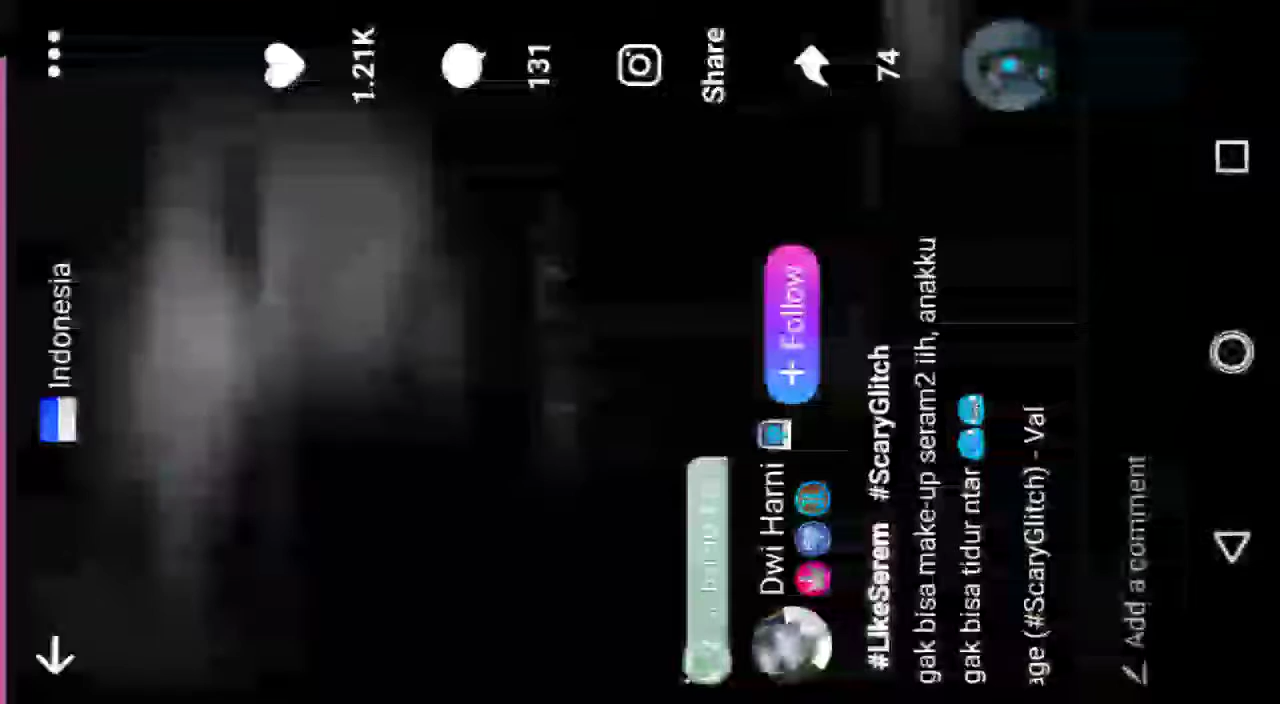 Indonesia
1.21K
131
Share
74
Dwi Harni
+ Follow
#LikeSerem #ScaryGlitch
gak bisa make-up seram2 iih, anakku
gak bisa tidur ntar
age (#ScaryGlitch) - Val
Add a comment